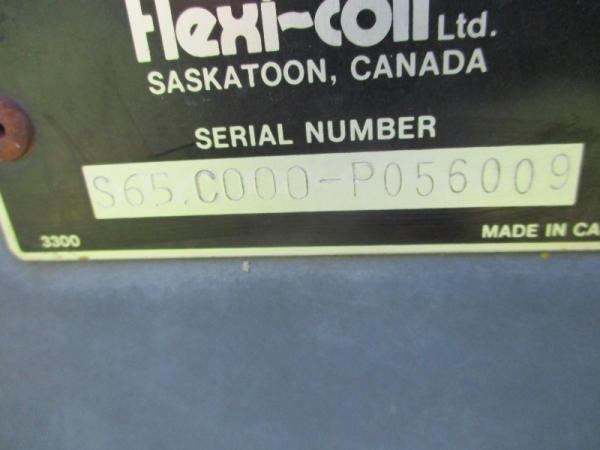 flexi-coil Ltd.
SASKATOON, CANADA
SERIAL NUMBER
S65.C000-P056009
3300 MADE IN CA